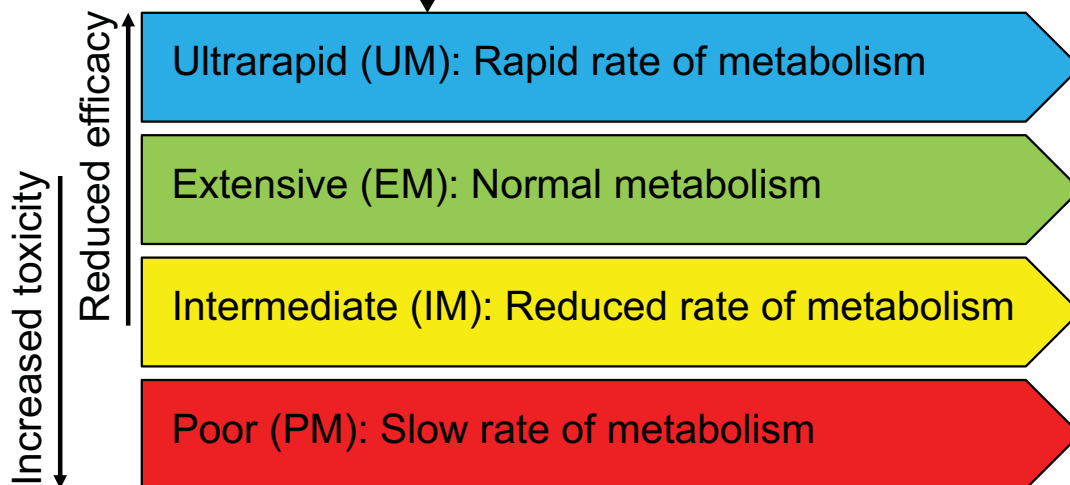 Increased toxicity
Reduced efficacy
Ultrarapid (UM): Rapid rate of metabolism
Extensive (EM): Normal metabolism
Intermediate (IM): Reduced rate of metabolism
Poor (PM): Slow rate of metabolism